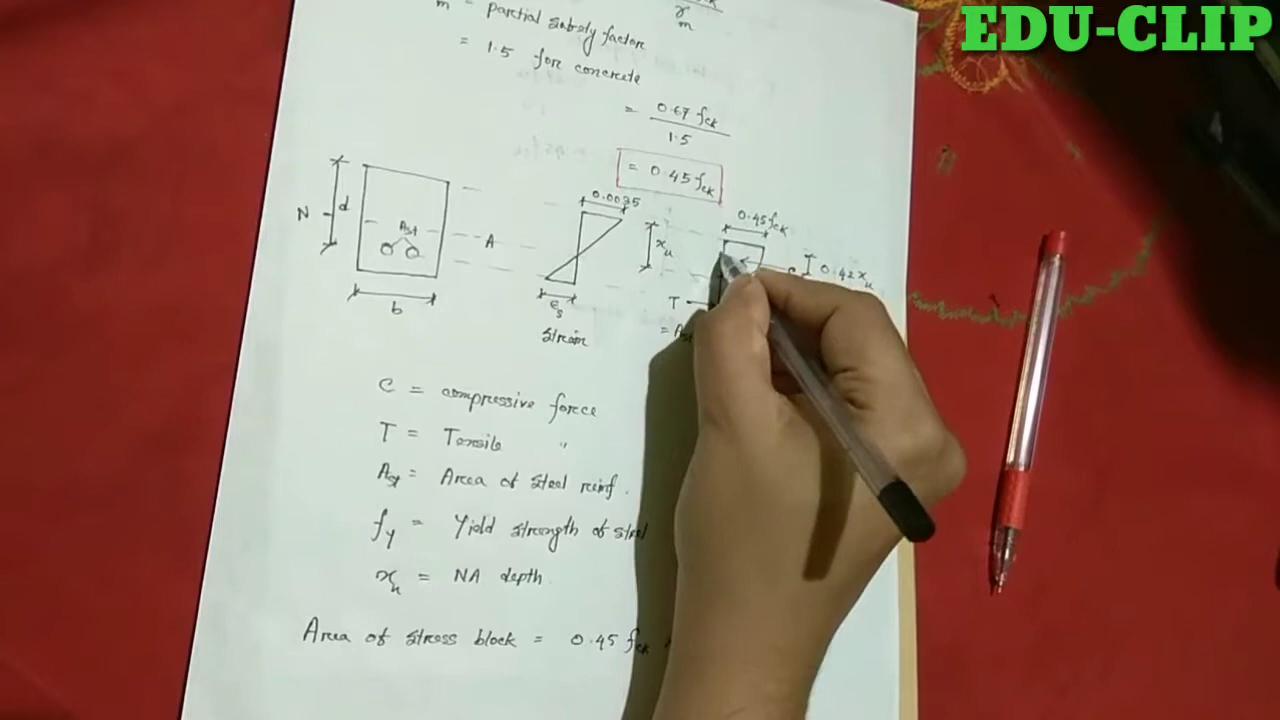 EDU-CLIP
m = partial safety factor
= 1.5 for concrete
m
= 0.67 fck
1.5
= 0.45 fck
d
N
Ast
A
b
0.0035
xu
es
strain
0.45 fck
C
0.42 xu
T
= Ast
C = compressive force
T = Tensile "
Ast = Area of steel reinf.
fy = Yield strength of steel
xu = NA depth
Area of stress block = 0.45 fck